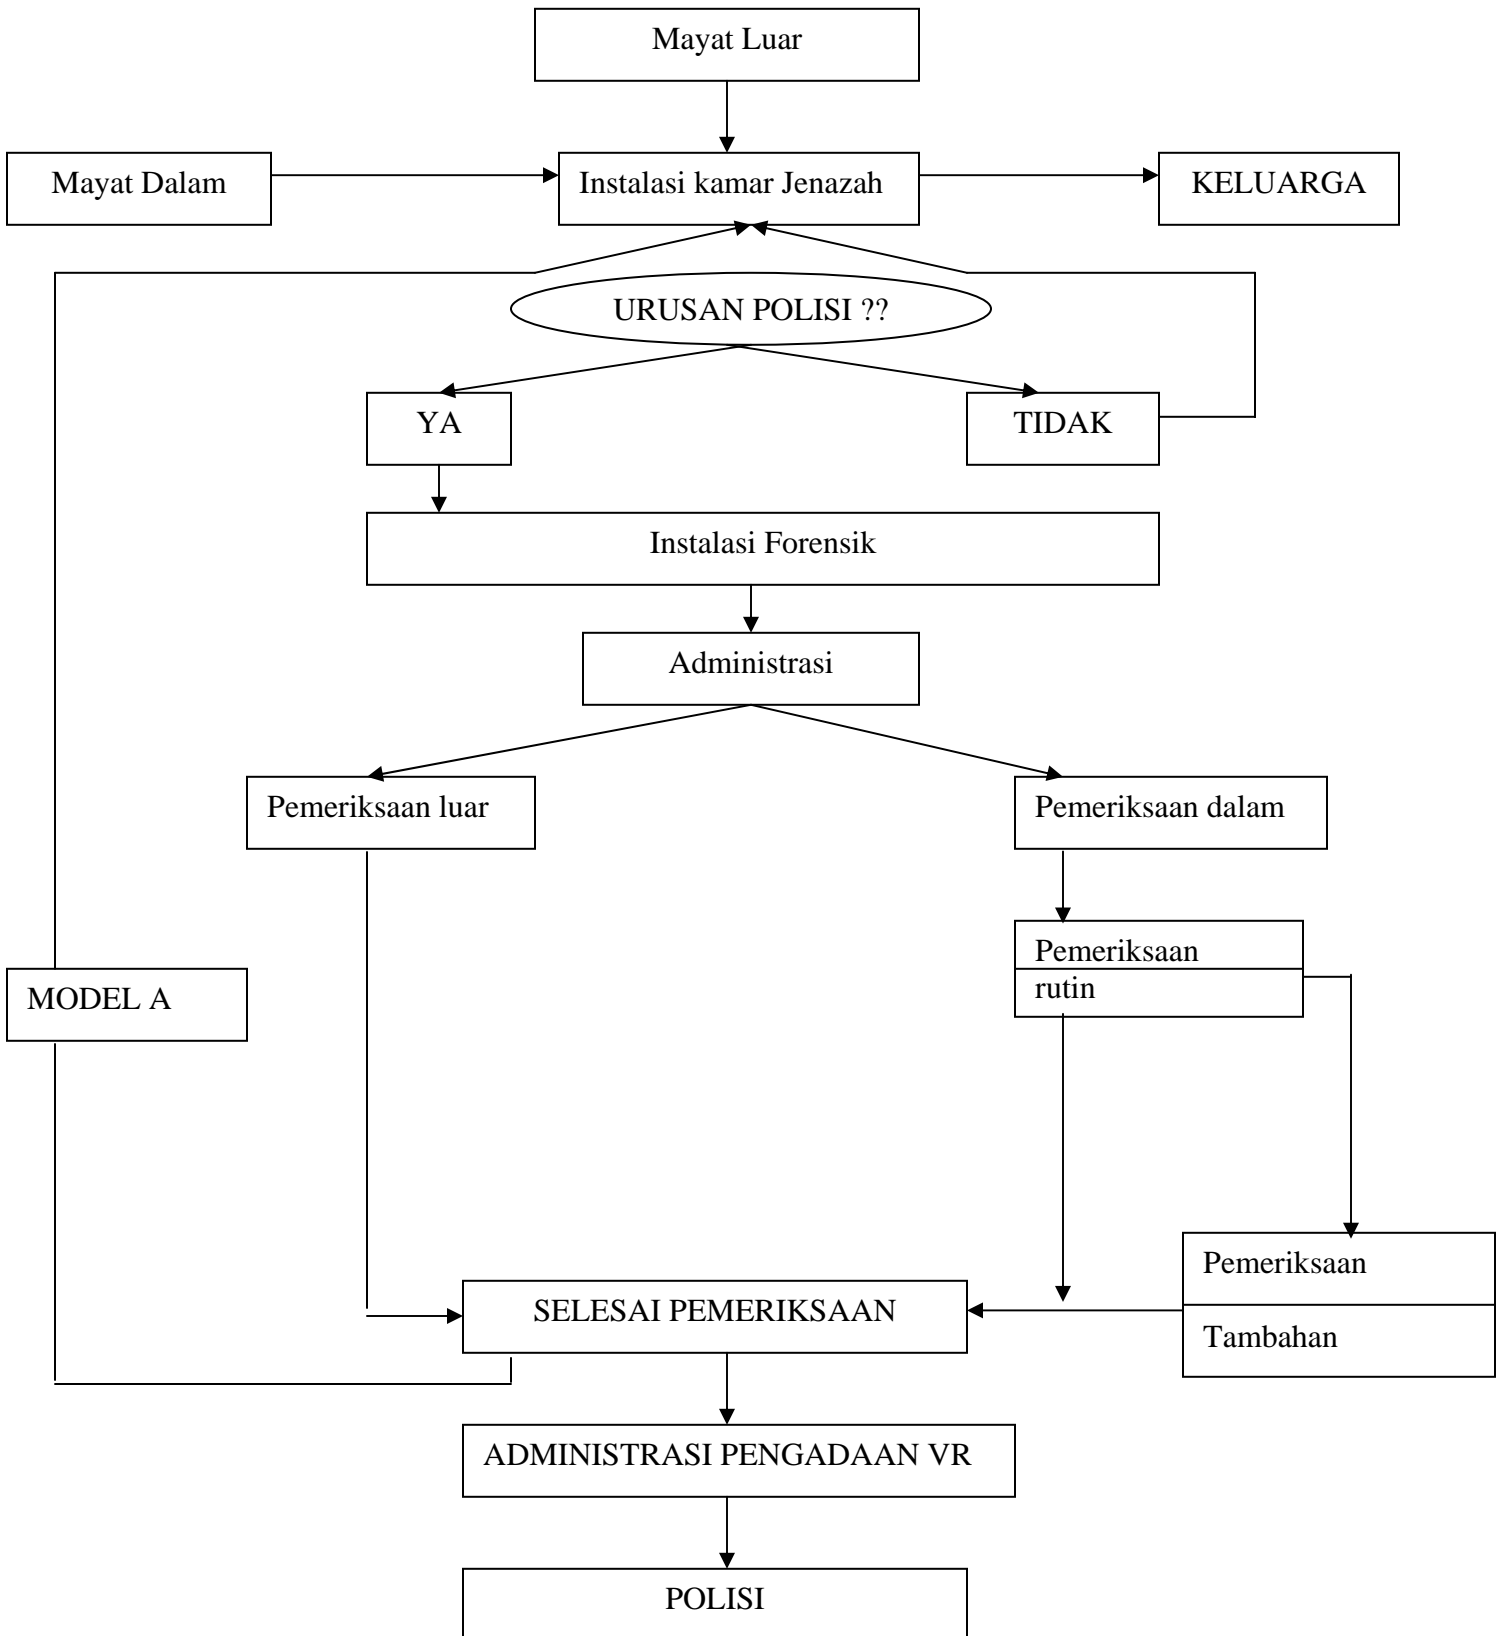 Mayat Luar
Mayat Dalam
Instalasi kamar Jenazah
KELUARGA
URUSAN POLISI ??
YA
TIDAK
Instalasi Forensik
Administrasi
Pemeriksaan luar
Pemeriksaan dalam
Pemeriksaan
rutin
MODEL A
Pemeriksaan
Tambahan
SELESAI PEMERIKSAAN
ADMINISTRASI PENGADAAN VR
POLISI